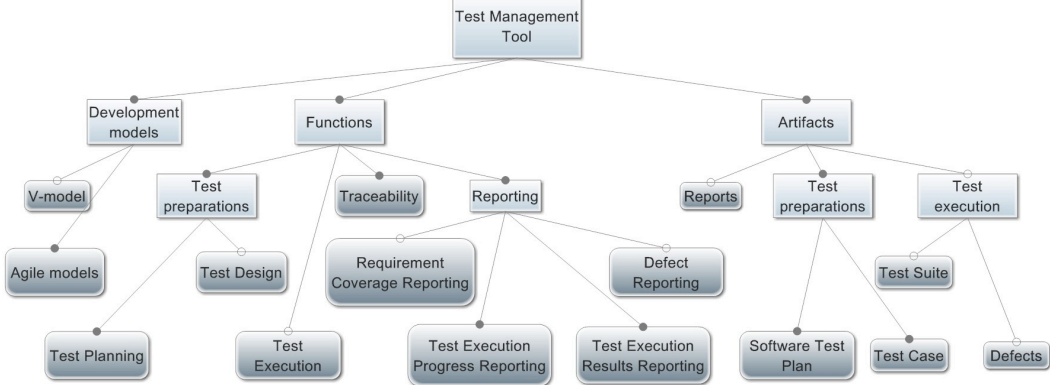 Test Management
Tool
Development
models
Functions
Artifacts
V-model
Test
preparations
Traceability
Reporting
Reports
Test
preparations
Test
execution
Agile models
Test Design
Requirement
Coverage Reporting
Defect
Reporting
Test Suite
Test Planning
Test
Execution
Test Execution
Progress Reporting
Test Execution
Results Reporting
Software Test
Plan
Test Case
Defects